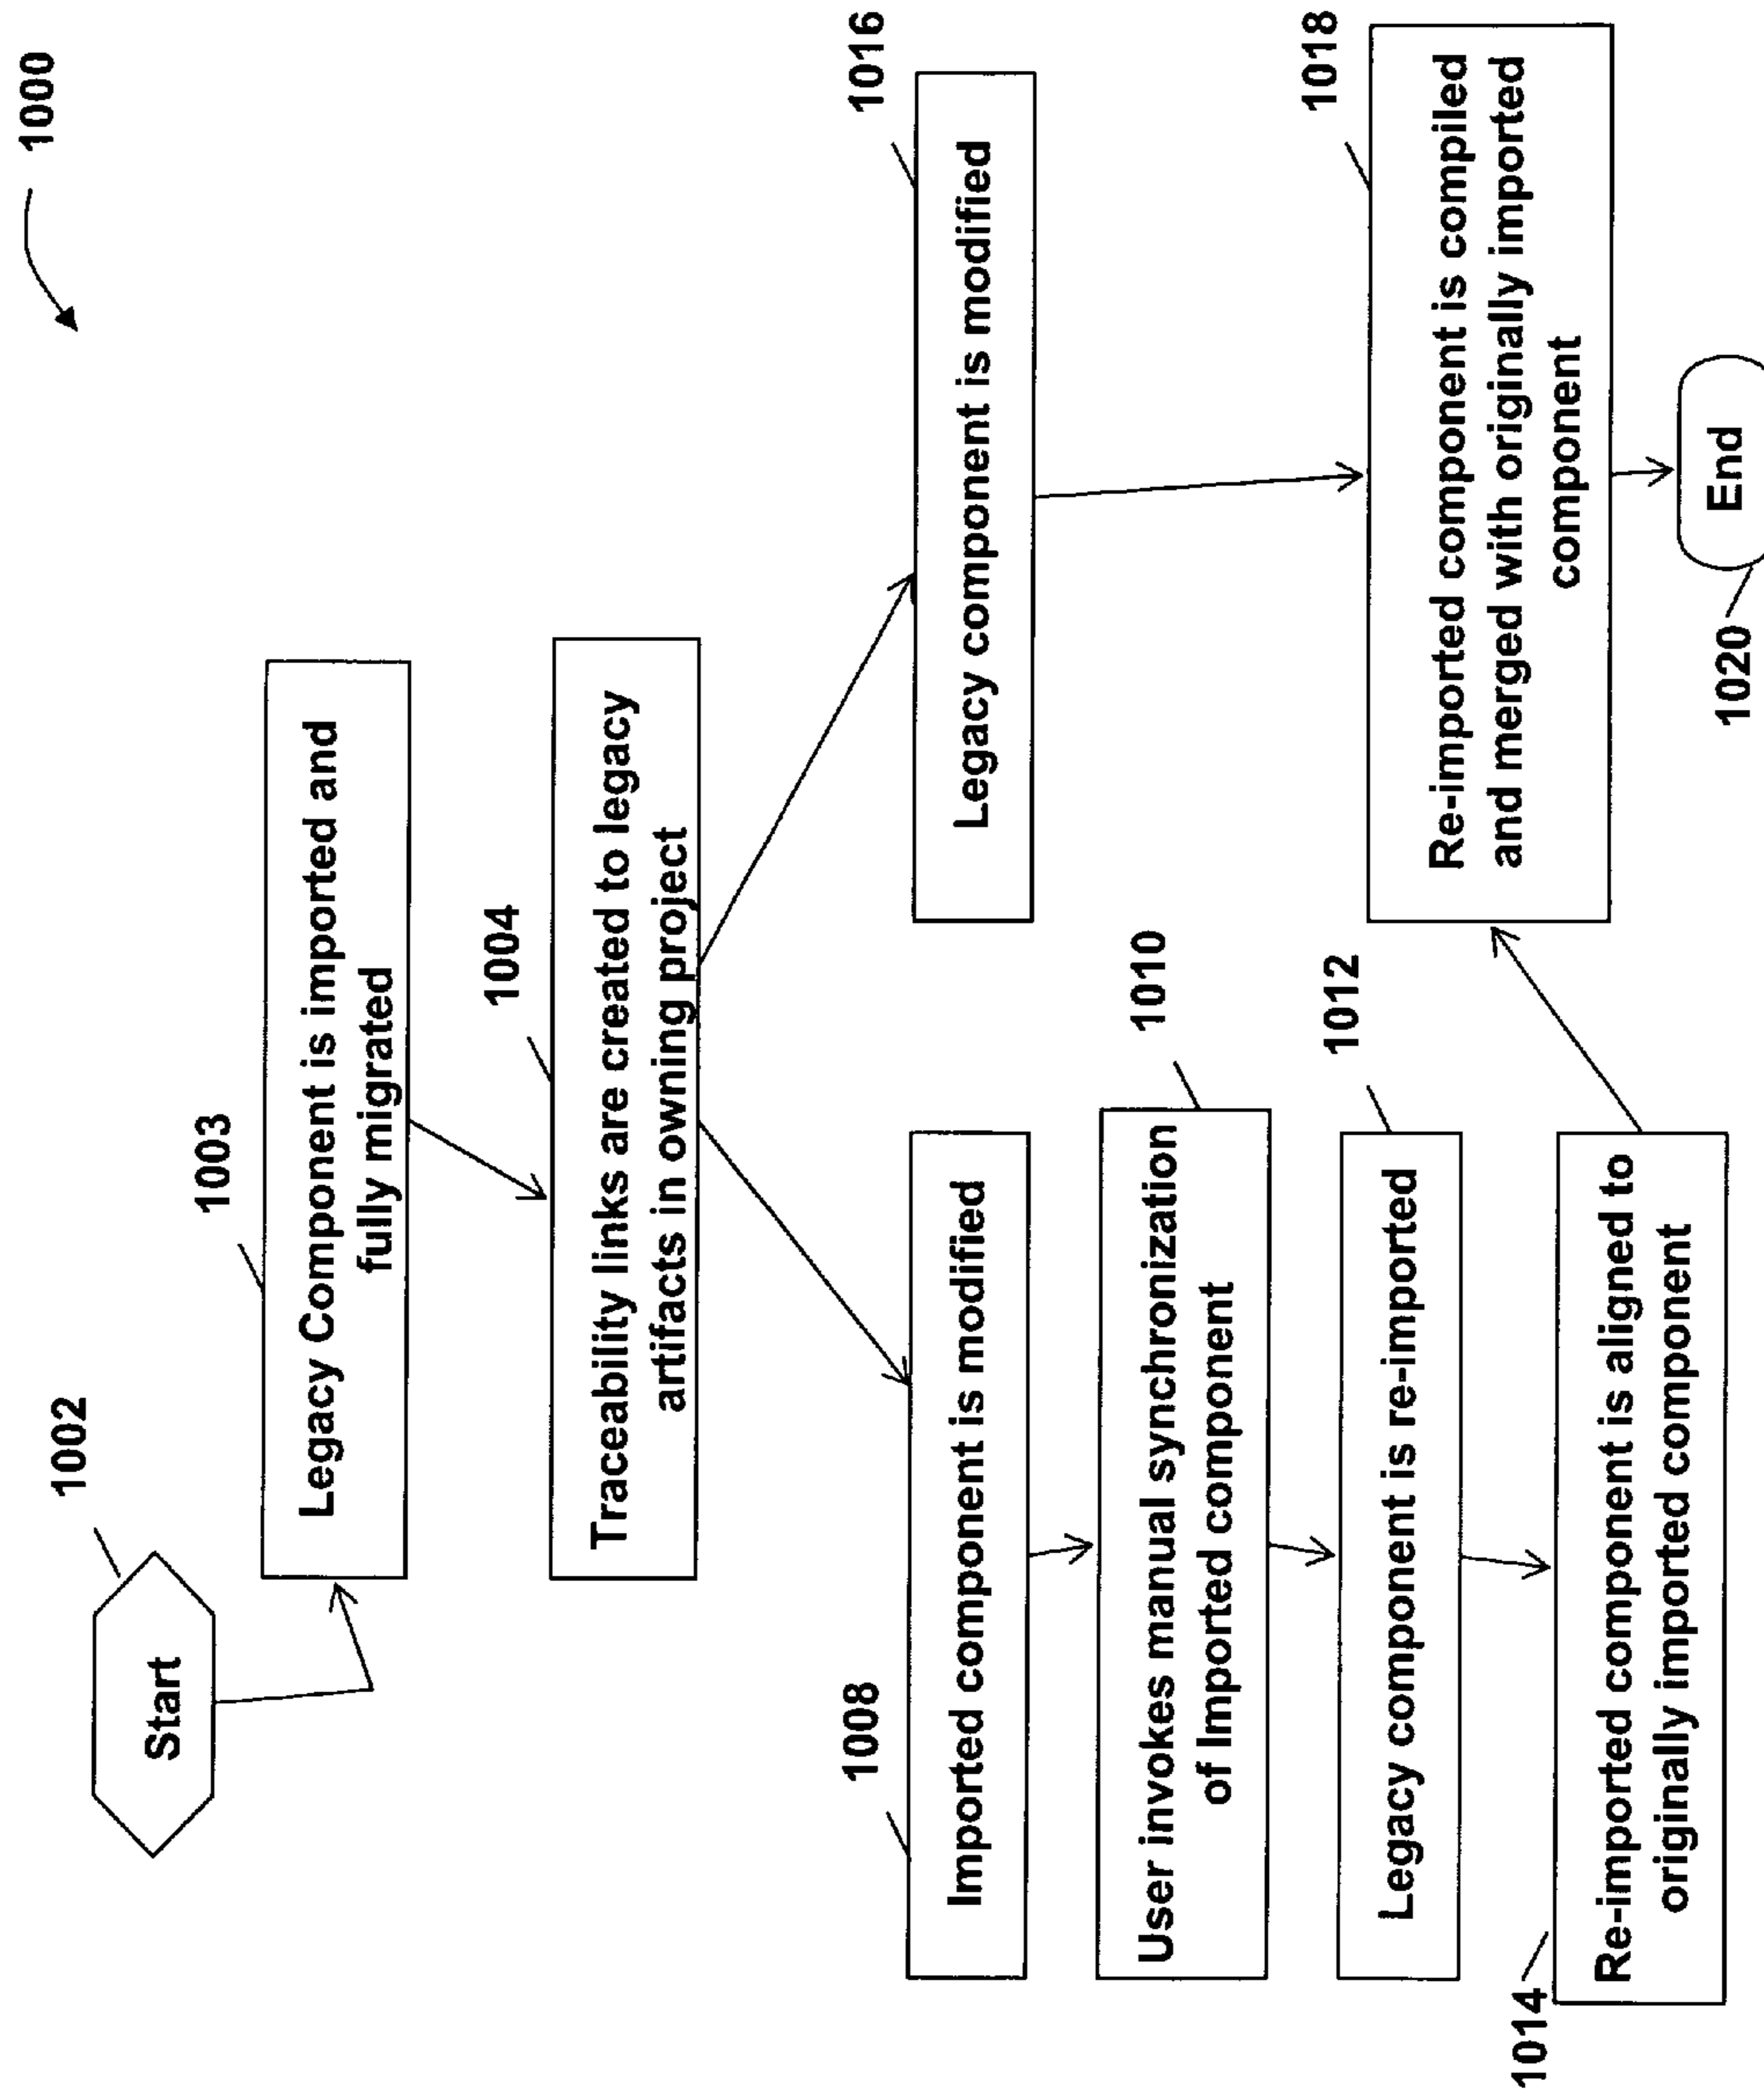 1000
1002
Start
1003
Legacy Component is imported and
fully migrated
1004
Traceability links are created to legacy
artifacts in owning project
1008
Imported component is modified
1016
Legacy component is modified
1010
User invokes manual synchronization
of Imported component
1012
Legacy component is re-imported
1014
Re-imported component is aligned to
originally imported component
1018
Re-imported component is compiled
and merged with originally imported
component
1020
End